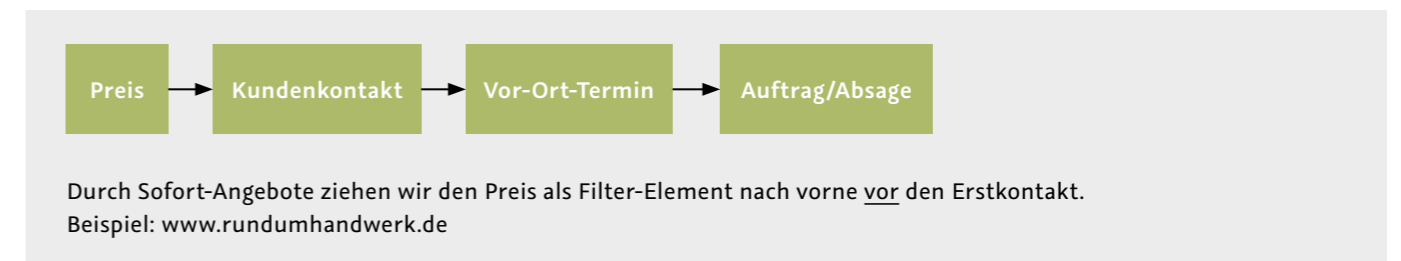 Preis Kundenkontakt Vor-Ort-Termin Auftrag/Absage
Durch Sofort-Angebote ziehen wir den Preis als Filter-Element nach vorne vor den Erstkontakt.
Beispiel: www.rundumhandwerk.de